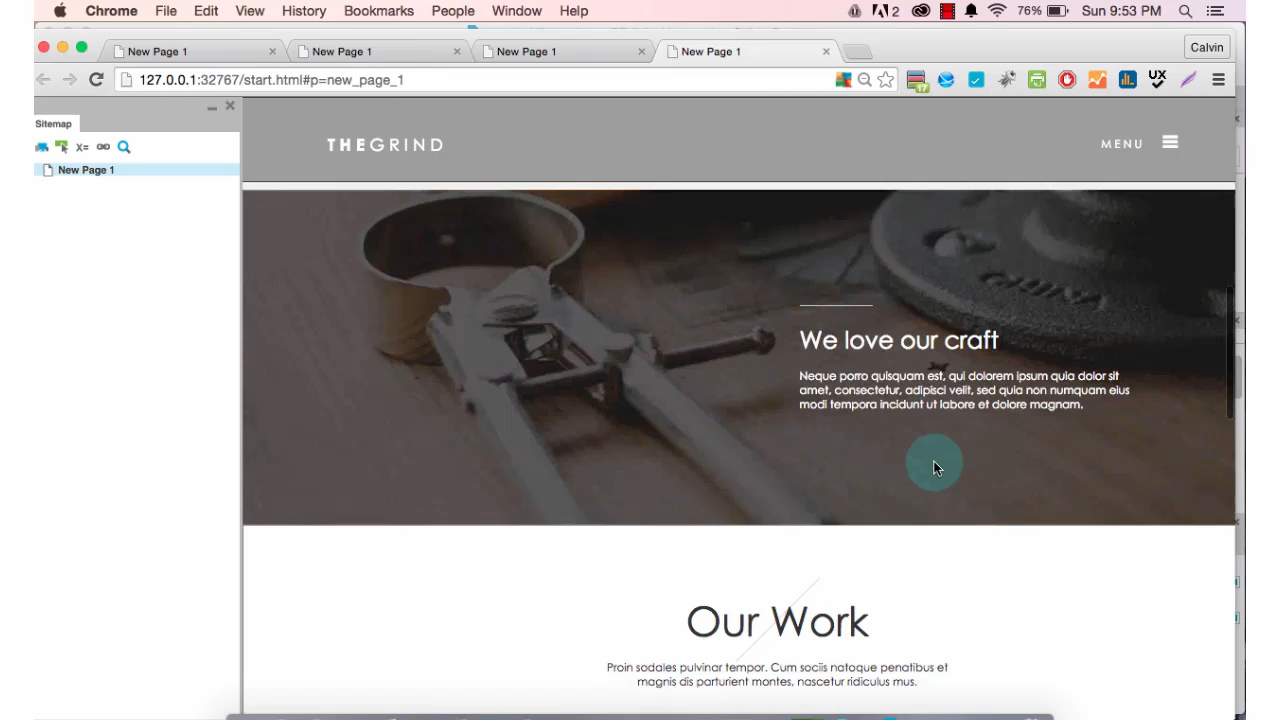 Chrome File Edit View History Bookmarks People Window Help 2 76% Sun 9:53 PM
New Page 1 New Page 1 New Page 1 New Page 1 Calvin
127.0.0.1:32767/start.html#p=new_page_1 UX
Sitemap
X=
New Page 1
THEGRIND MENU
We love our craft
Neque porro quisquam est, qui dolorem ipsum quia dolor sit
amet, consectetur, adipisci velit, sed quia non numquam eius
modi tempora incidunt ut labore et dolore magnam.
Our Work
Proin sodales pulvinar tempor. Cum sociis natoque penatibus et
magnis dis parturient montes, nascetur ridiculus mus.